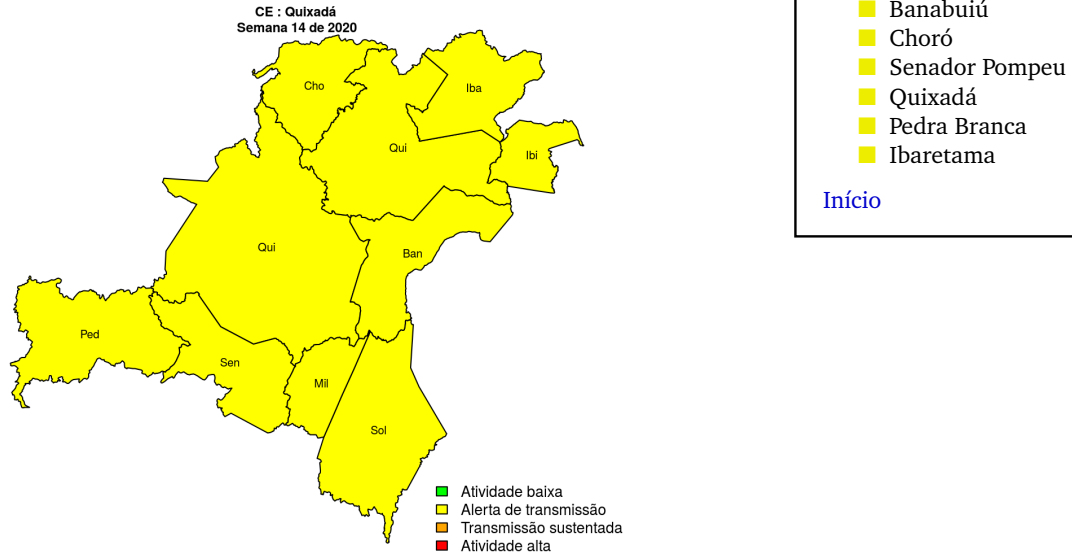 CE : Quixadá
Semana 14 de 2020
Cho
Iba
Qui
Ibi
Qui
Ban
Ped
Sen
Mil
Sol
Atividade baixa
Alerta de transmissão
Transmissão sustentada
Atividade alta
Banabuiú
Choró
Senador Pompeu
Quixadá
Pedra Branca
Ibaretama
Início